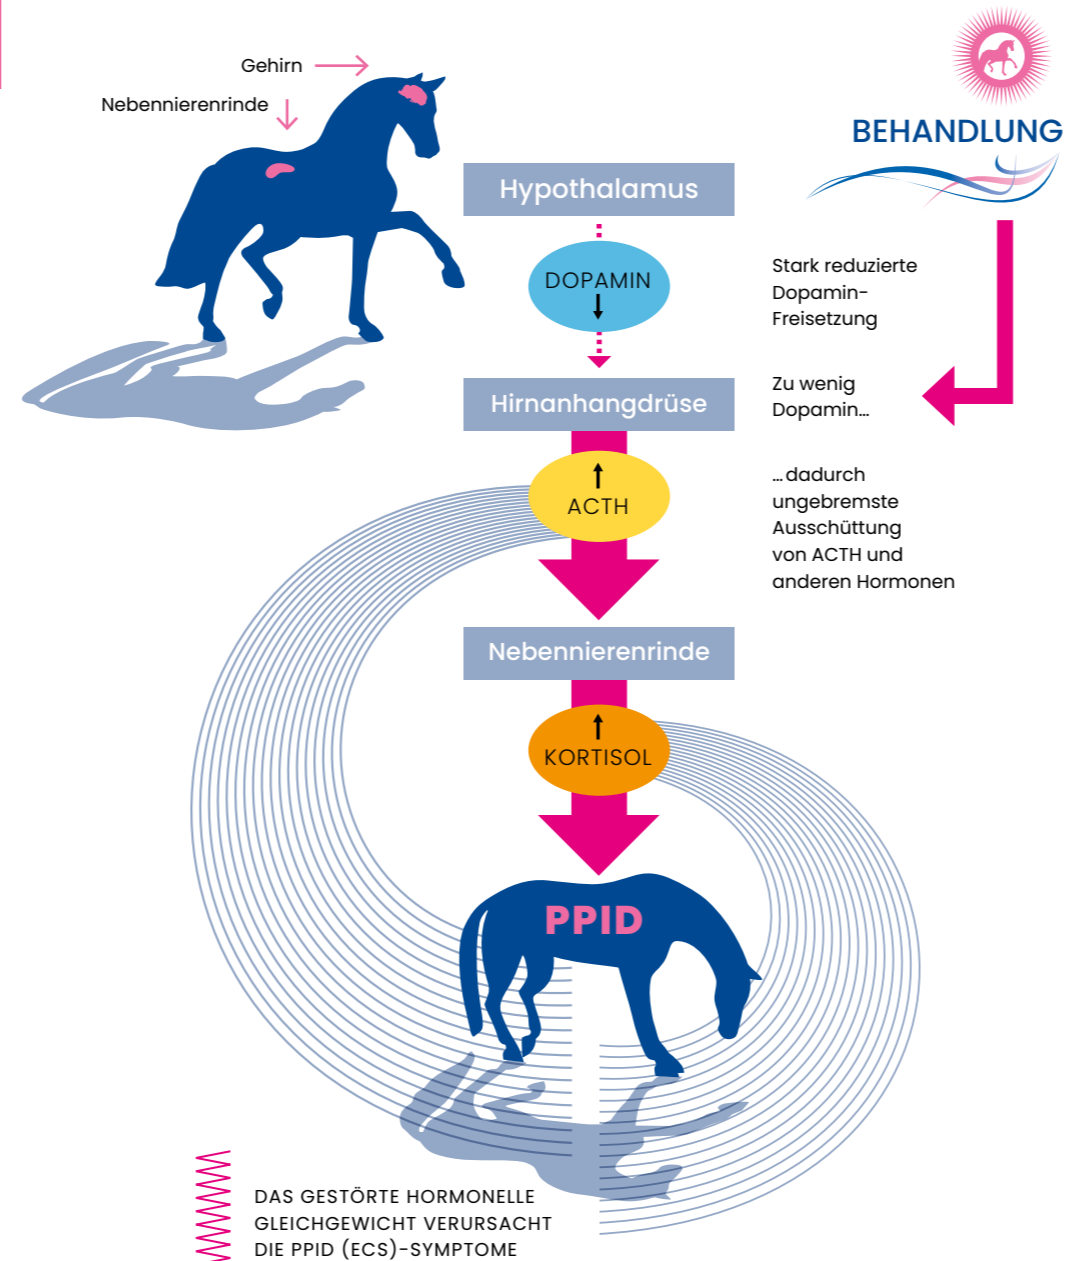 Gehirn
Nebennierenrinde
BEHANDLUNG
Hypothalamus
DOPAMIN
Stark reduzierte
Dopamin-
Freisetzung
Zu wenig
Dopamin...
Hirnanhangdrüse
ACTH
... dadurch
ungebremste
Ausschüttung
von ACTH und
anderen Hormonen
Nebennierenrinde
KORTISOL
PPID
DAS GESTÖRTE HORMONELLE
GLEICHGEWICHT VERURSACHT
DIE PPID (ECS)-SYMPTOME